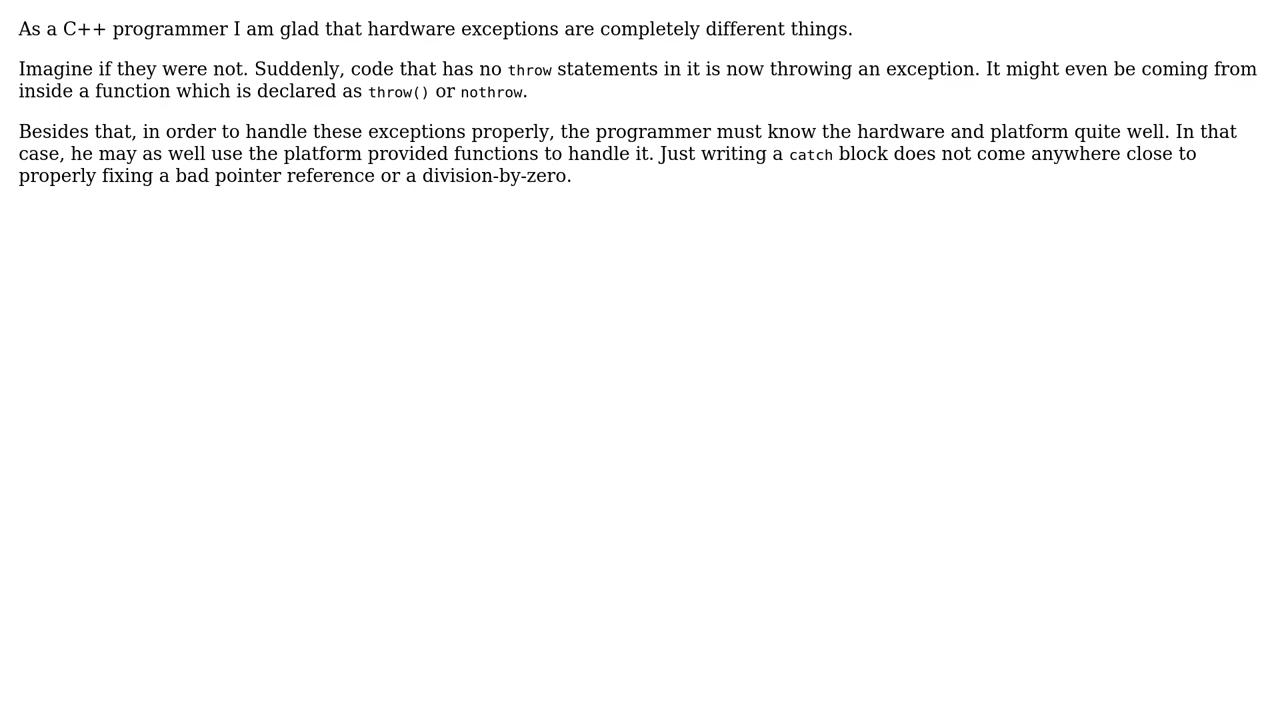 As a C++ programmer I am glad that hardware exceptions are completely different things.
Imagine if they were not. Suddenly, code that has no throw statements in it is now throwing an exception. It might even be coming from
inside a function which is declared as throw() or nothrow.
Besides that, in order to handle these exceptions properly, the programmer must know the hardware and platform quite well. In that
case, he may as well use the platform provided functions to handle it. Just writing a catch block does not come anywhere close to
properly fixing a bad pointer reference or a division-by-zero.